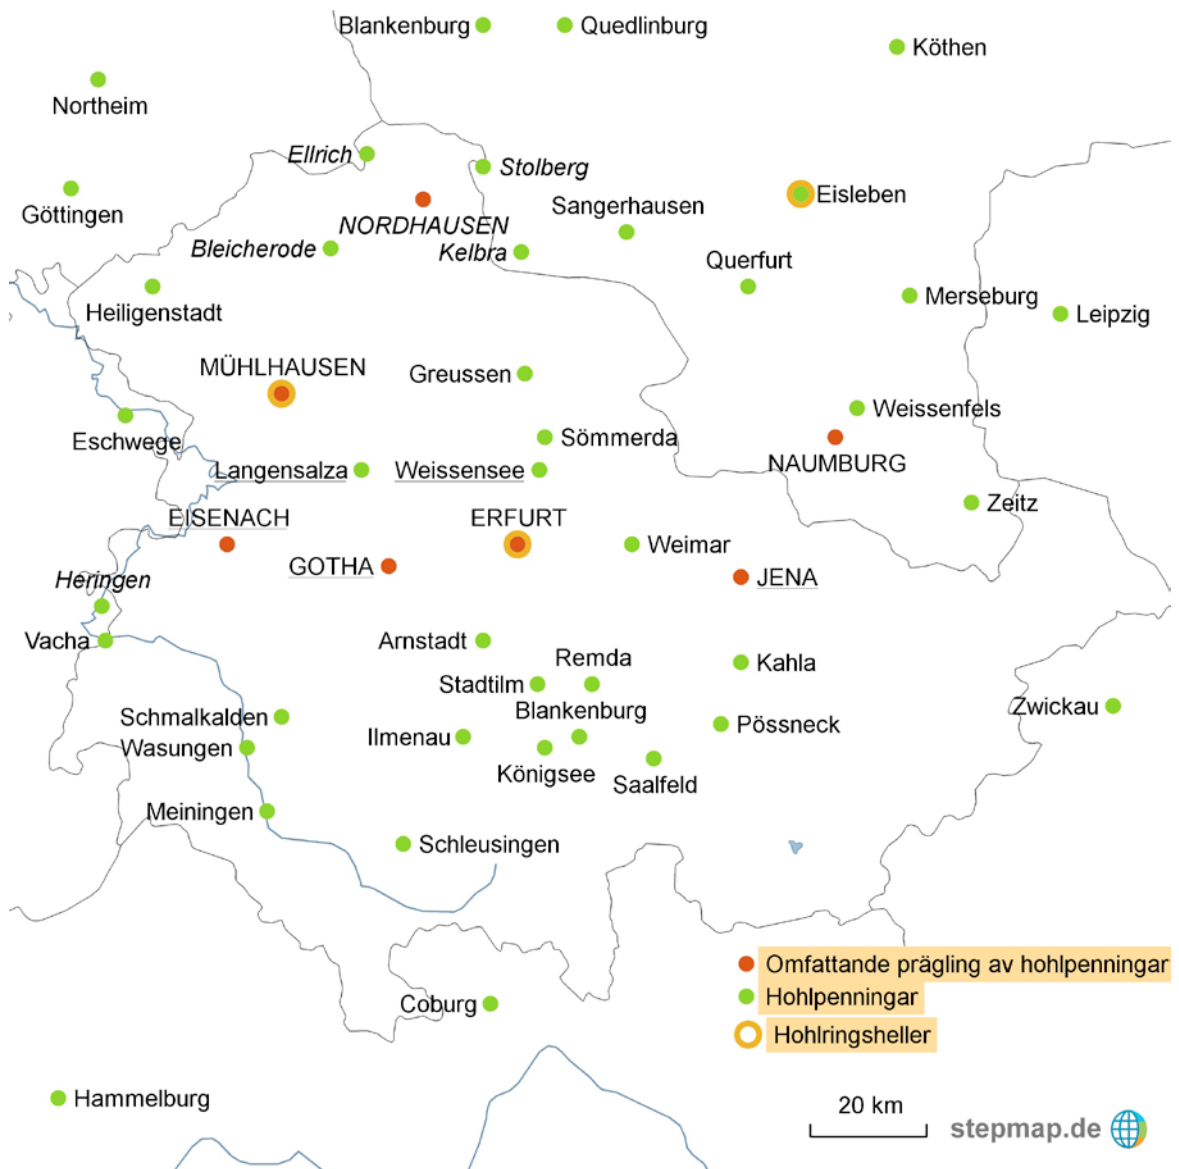 Blankenburg
Quedlinburg
Köthen
Northeim
Ellrich
Stolberg
Göttingen
NORDHAUSEN
Sangerhausen
Eisleben
Bleicherode
Kelbra
Querfurt
Heiligenstadt
Merseburg
Leipzig
MÜHLHAUSEN
Greussen
Weissenfels
Eschwege
Sömmerda
NAUMBURG
Langensalza
Weissensee
Zeitz
EISENACH
ERFURT
Weimar
GOTHA
JENA
Heringen
Vacha
Arnstadt
Remda
Kahla
Stadtilm
Blankenburg
Zwickau
Schmalkalden
Ilmenau
Pössneck
Wasungen
Königsee
Saalfeld
Meiningen
Schleusingen
Omfattande prägling av hohlpenningar
Hohlpenningar
Coburg
Hohlringsheller
Hammelburg
20 km
stepmap.de